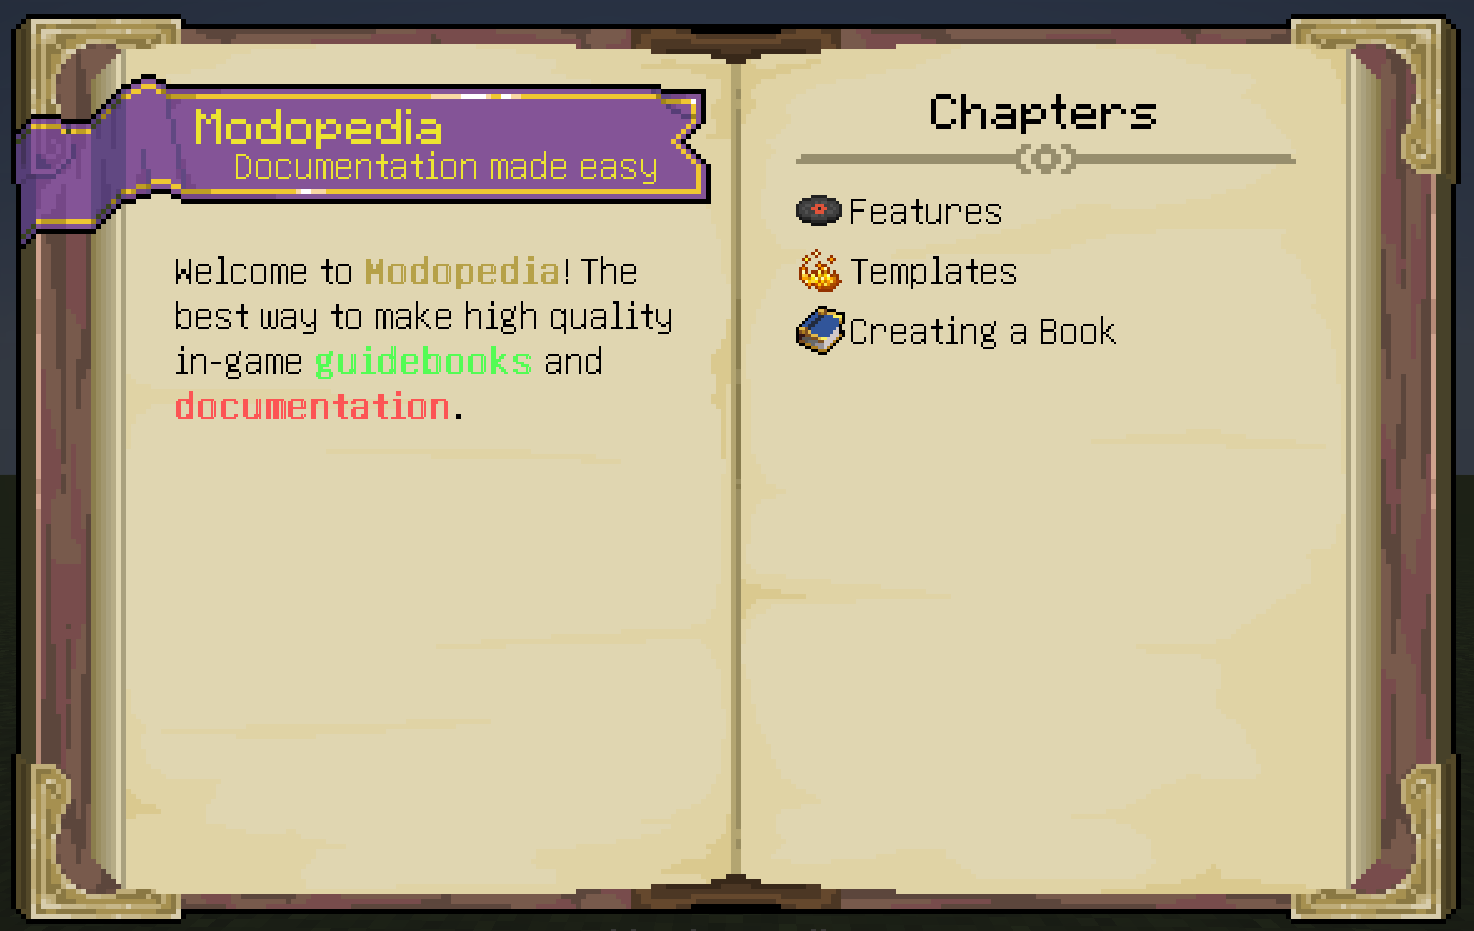 Modopedia
Documentation made easy
Welcome to Modopedia! The
best way to make high quality
in-game guidebooks and
documentation.
Chapters
Features
Templates
Creating a Book